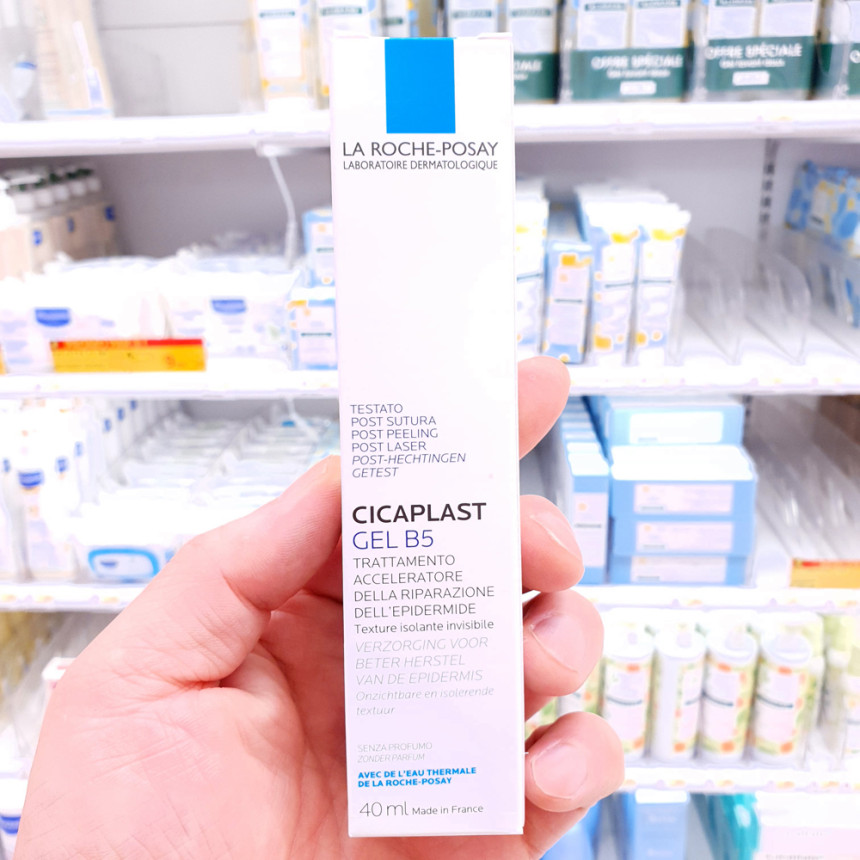 OFFRE SPÉCIALE
OFFRE SPÉCIALE
LA ROCHE-POSAY
LABORATOIRE DERMATOLOGIQUE
TESTATO
POST SUTURA
POST PEELING
POST LASER
POST-HECHTINGEN
GETEST
CICAPLAST
GEL B5
TRATTAMENTO
ACCELERATORE
DELLA RIPARAZIONE
DELL'EPIDERMIDE
Texture isolante invisibile
VERZORGING VOOR
BETER HERSTEL
VAN DE EPIDERMIS
Onzichtbare en isolerende
textuur
SENZA PROFUMO
ZONDER PARFUM
AVEC DE L'EAU THERMALE
DE LA ROCHE-POSAY
40 ml Made in France